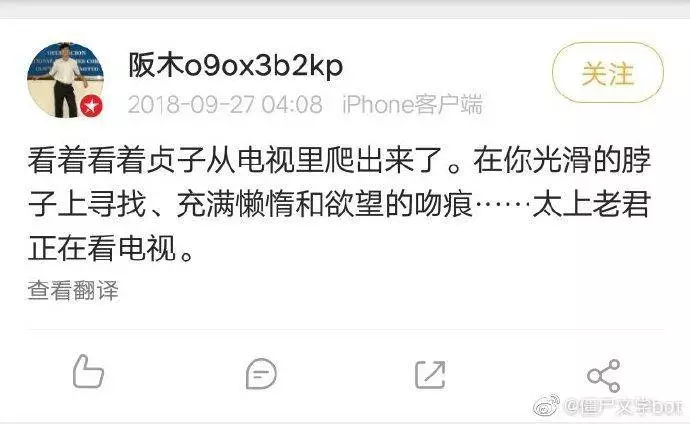 阪木o9ox3b2kp
关注
2018-09-27 04:08 iPhone客户端
看着看着贞子从电视里爬出来了。在你光滑的脖
子上寻找、充满懒惰和欲望的吻痕……太上老君
正在看电视。
查看翻译
@僵尸文学bot